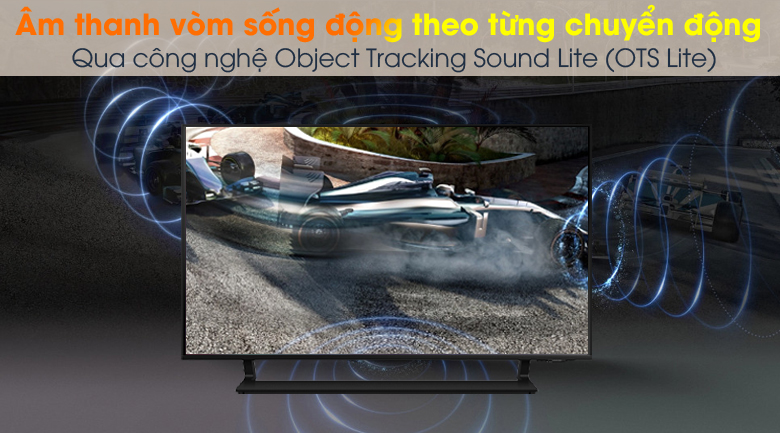 Âm thanh vòm sống động theo từng chuyển động
Qua công nghệ Object Tracking Sound Lite (OTS Lite)